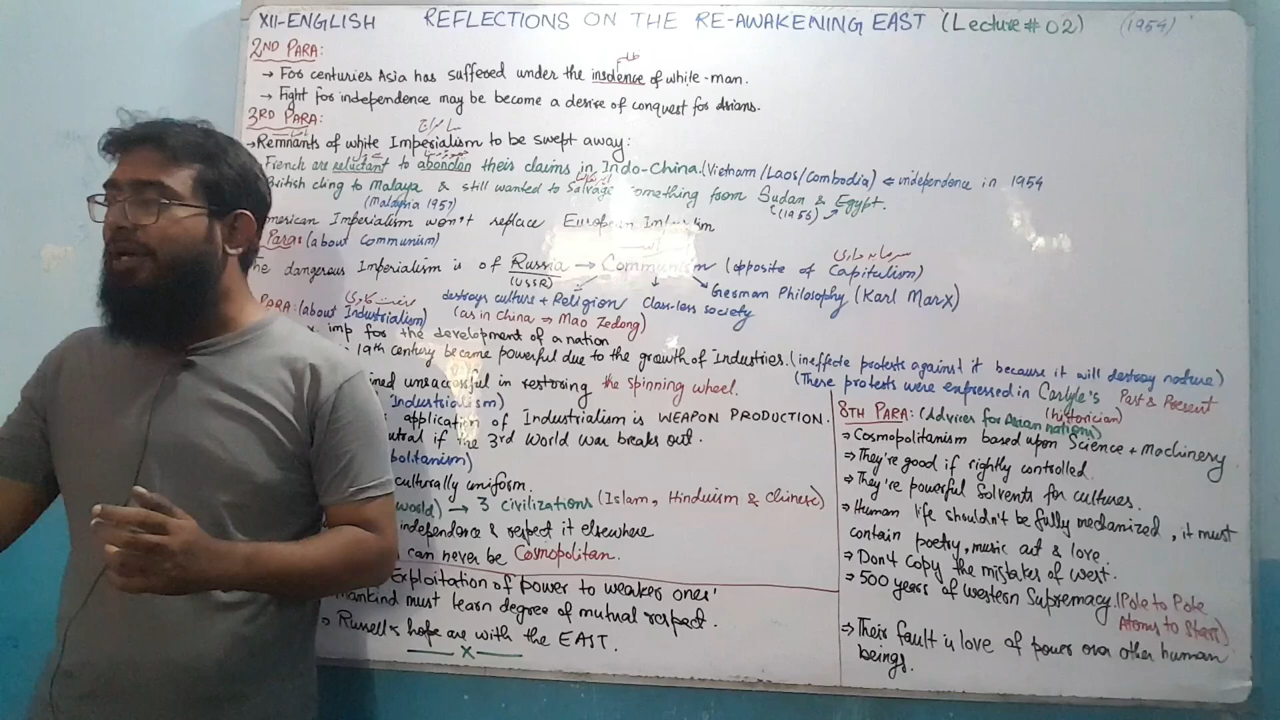 XII-ENGLISH REFLECTIONS ON THE RE-AWAKENING EAST (Lecture # 02) (1954)
2ND PARA:
→ For centuries Asia has suffered under the insolence of white-man.
→ Fight for independence may be become a desire of conquest for Asians.
3RD PARA:
→ Remnants of white Imperialism to be swept away:
French are reluctant to abandon their claims in Indo-China. (Vietnam/Laos/Cambodia) ← independence in 1954
British cling to Malaya & still wanted to Salvage something from Sudan & Egypt.
(Malaysia 1957) (1956)
American Imperialism won't replace European Imperialism
Para: (about Communism)
سرمایہ داری
The dangerous Imperialism is of Russia → Communism (opposite of Capitalism)
(USSR)
destroys culture + Religion Class-less society German Philosophy (Karl Marx)
PARA: (about Industrialism) (as in China ⇒ Mao Zedong)
imp for the development of a nation
19th century became powerful due to the growth of Industries. (ineffecte protests against it because it will destroy nature)
ined unsuccessful in restoring the spinning wheel. (These protests were expressed in Carlyle's Past & Present
(historician)
Industrialism)
application of Industrialism is WEAPON PRODUCTION.
utral if the 3rd World war breaks out.
bolitanism)
culturally uniform.
world) → 3 civilizations (Islam, Hinduism & Chinese)
independence & respect it elsewhere
can never be Cosmopolitan.
Exploitation of power to weaker ones'
Mankind must learn degree of mutual respect.
⇒ Russell's hope are with the EAST.
x
8TH PARA: (Advices for Asian nations)
⇒ Cosmopolitanism based upon Science + Machinery
⇒ They're good if rightly controlled.
⇒ They're powerful Solvents for cultures.
⇒ Human life shouldn't be fully mechanized, it must
contain poetry, music art & love.
⇒ Don't Copy the mistakes of west.
⇒ 500 years of western Supremacy. (Pole to Pole
Atoms to Stars)
⇒ Their fault is love of power over other human
beings.